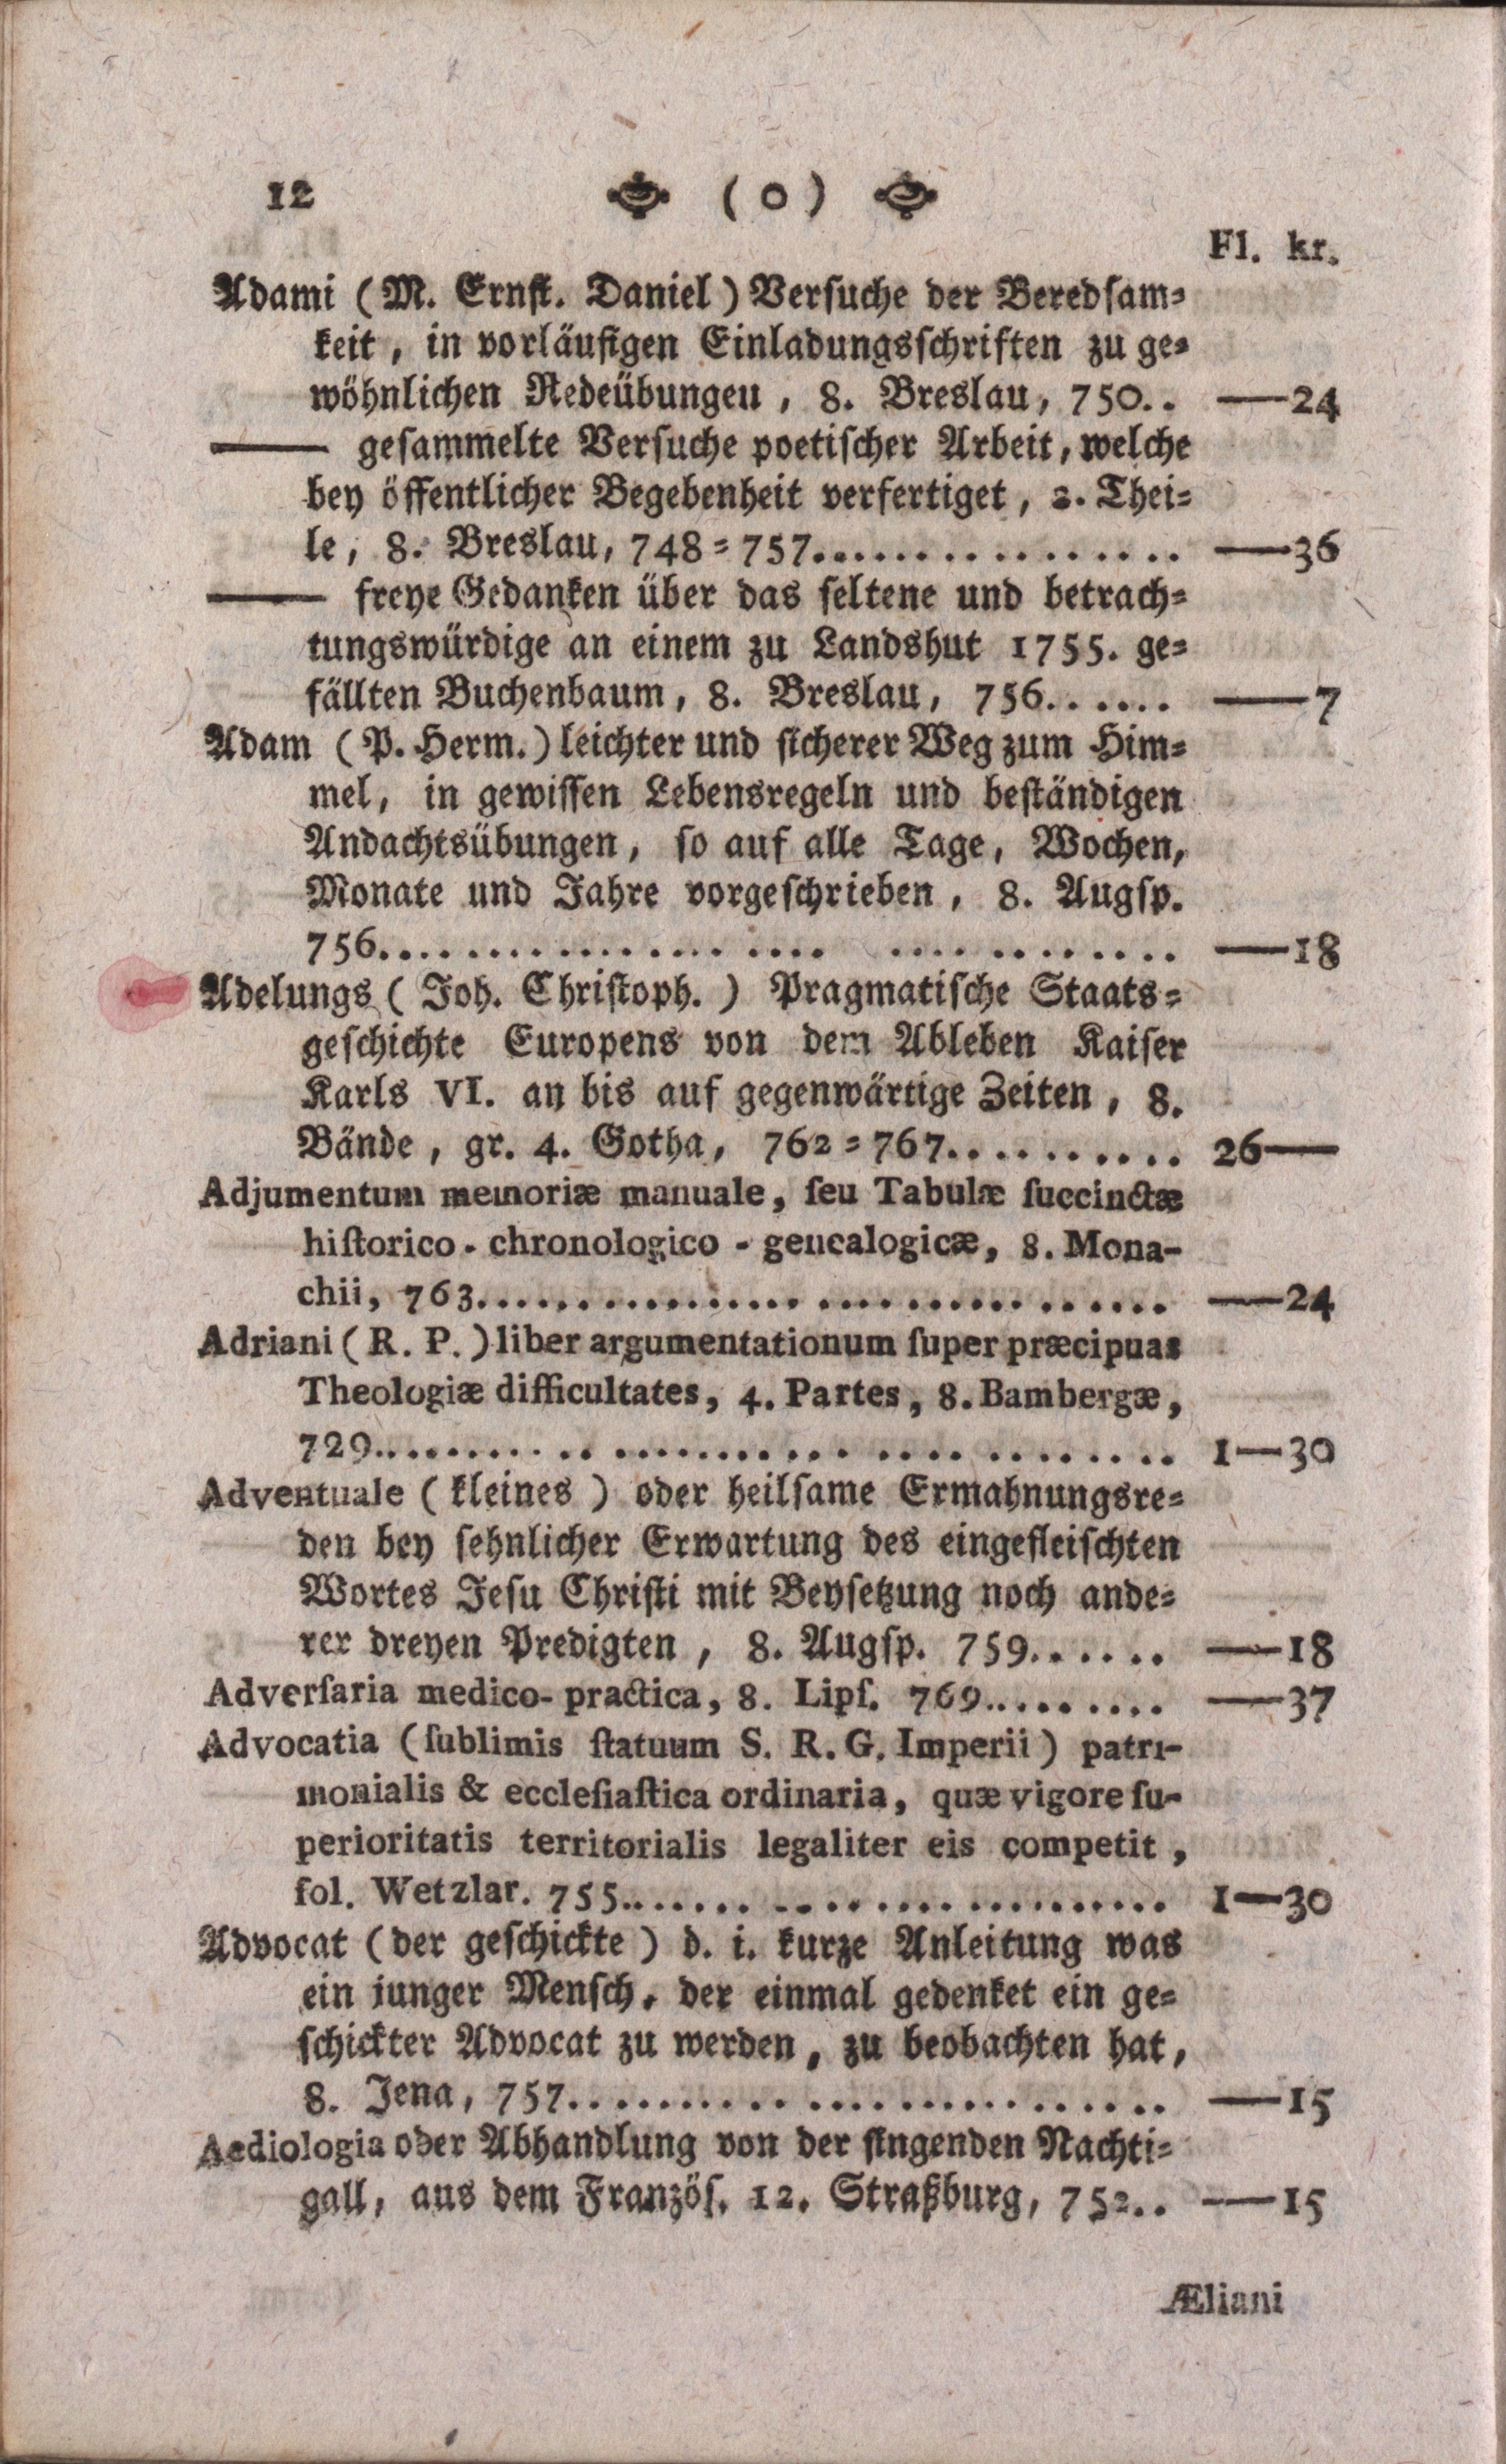 12 ( o )
Fl. kr.
Adami (M. Ernſt. Daniel) Verſuche der Beredſam⸗
keit, in vorläufigen Einladungsſchriften zu ge⸗
wöhnlichen Redeübungen, 8. Breslau, 750.. —24
—— geſammelte Verſuche poetiſcher Arbeit, welche
bey öffentlicher Begebenheit verfertiget, 2. Thei⸗
le, 8. Breslau, 748⸗757................ —36
—— freye Gedanken über das ſeltene und betrach⸗
tungswürdige an einem zu Landshut 1755. ge⸗
fällten Buchenbaum, 8. Breslau, 756...... —7
Adam (P. Herm.) leichter und ſicherer Weg zum Him⸗
mel, in gewiſſen Lebensregeln und beſtändigen
Andachtsübungen, ſo auf alle Tage, Wochen,
Monate und Jahre vorgeſchrieben, 8. Augſp.
756.................................. —18
Adelungs (Joh. Chriſtoph.) Pragmatiſche Staats⸗
geſchichte Europens von dem Ableben Kaiſer
Karls VI. an bis auf gegenwärtige Zeiten, 8.
Bände, gr. 4. Gotha, 762⸗767.......... 26—
Adjumentum memoriæ manuale, ſeu Tabulæ ſuccinctæ
hiſtorico-chronologico-genealogicæ, 8. Mona-
chii, 763............................... —24
Adriani (R. P.) liber argumentationum ſuper præcipuas
Theologiæ difficultates, 4. Partes, 8. Bambergæ,
729................................... 1—30
Adventuale (kleines) oder heilſame Ermahnungsre⸗
den bey ſehnlicher Erwartung des eingefleiſchten
Wortes Jeſu Chriſti mit Beyſetzung noch ande⸗
rer dreyen Predigten, 8. Augſp. 759...... —18
Adverſaria medico-practica, 8. Lipſ. 769......... —37
Advocatia (ſublimis ſtatuum S. R. G. Imperii) patri-
monialis & eccleſiaſtica ordinaria, quæ vigore ſu-
perioritatis territorialis legaliter eis competit,
fol. Wetzlar. 755........................ 1—30
Advocat (der geſchickte) d. i. kurze Anleitung was
ein junger Menſch, der einmal gedenket ein ge⸗
ſchickter Advocat zu werden, zu beobachten hat,
8. Jena, 757.......................... —15
Aediologia oder Abhandlung von der ſingenden Nachti⸗
gall, aus dem Franzöſ. 12. Straßburg, 752.. —15
Æliani